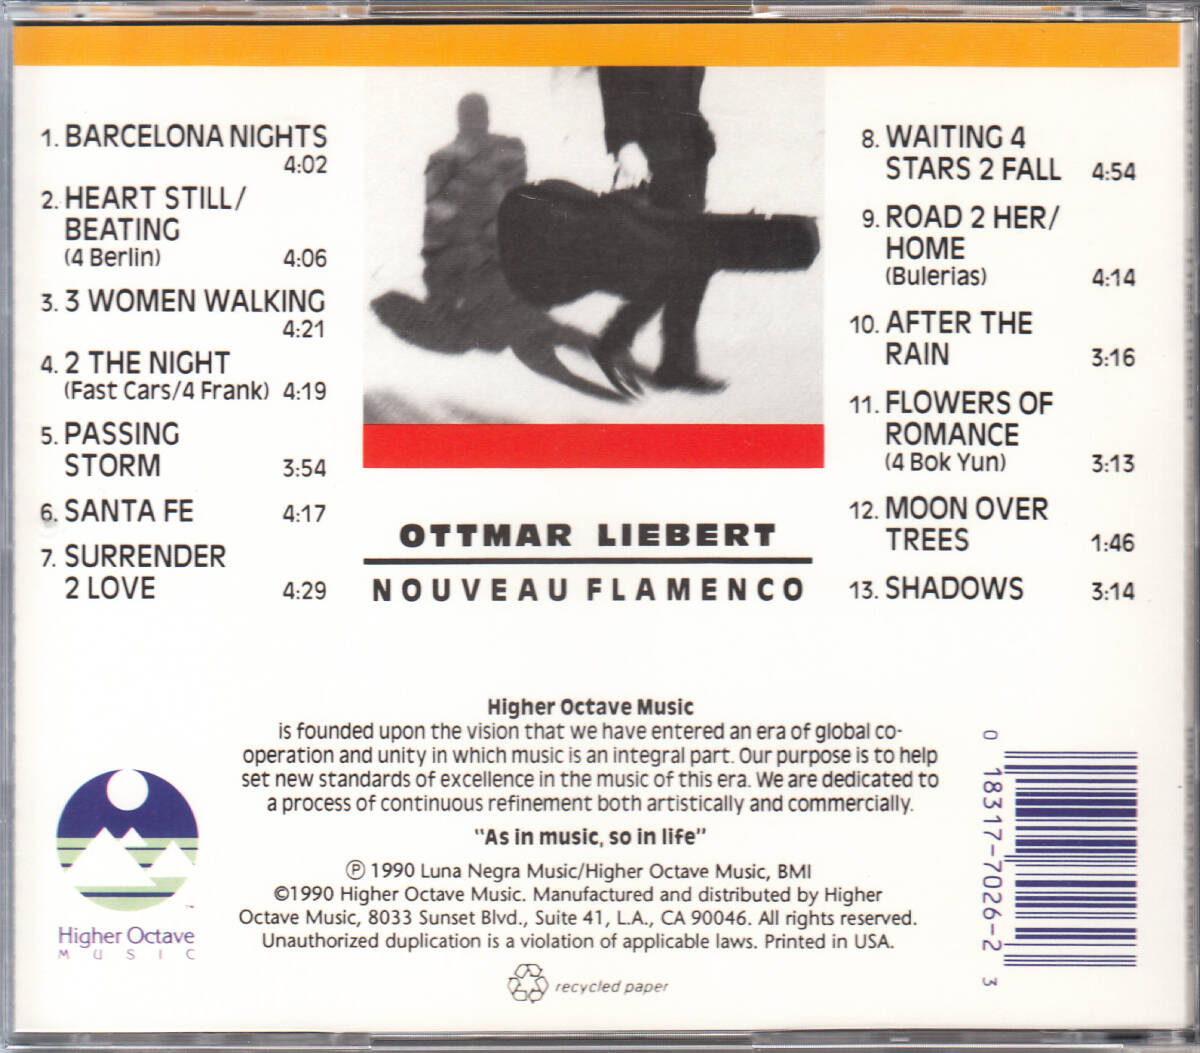 1. BARCELONA NIGHTS
4:02
2. HEART STILL/
BEATING
(4 Berlin) 4:06
3. 3 WOMEN WALKING
4:21
4. 2 THE NIGHT
(Fast Cars/4 Frank) 4:19
5. PASSING
STORM 3:54
6. SANTA FE 4:17
7. SURRENDER
2 LOVE 4:29
8. WAITING 4
STARS 2 FALL 4:54
9. ROAD 2 HER/
HOME
(Bulerias) 4:14
10. AFTER THE
RAIN 3:16
11. FLOWERS OF
ROMANCE
(4 Bok Yun) 3:13
12. MOON OVER
TREES 1:46
13. SHADOWS 3:14
OTTMAR LIEBERT
NOUVEAU FLAMENCO
Higher Octave Music
is founded upon the vision that we have entered an era of global co-
operation and unity in which music is an integral part. Our purpose is to help
set new standards of excellence in the music of this era. We are dedicated to
a process of continuous refinement both artistically and commercially.
"As in music, so in life"
℗ 1990 Luna Negra Music/Higher Octave Music, BMI
©1990 Higher Octave Music. Manufactured and distributed by Higher
Octave Music, 8033 Sunset Blvd., Suite 41, L.A., CA 90046. All rights reserved.
Unauthorized duplication is a violation of applicable laws. Printed in USA.
recycled paper
™
Higher Octave
MUSIC
0 18317-7026-2 3